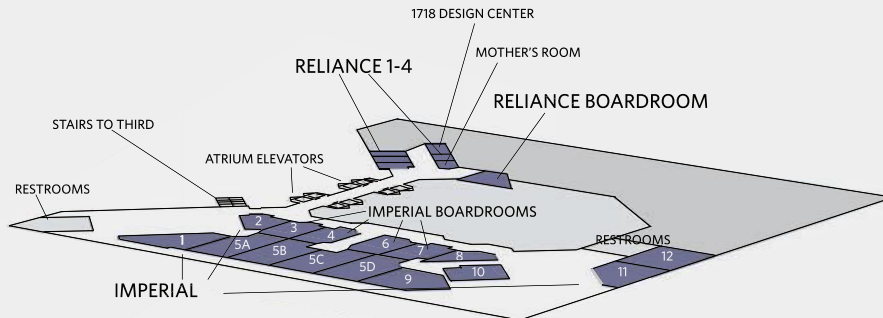 1718 DESIGN CENTER
MOTHER'S ROOM
RELIANCE 1-4
RELIANCE BOARDROOM
STAIRS TO THIRD
ATRIUM ELEVATORS
RESTROOMS
IMPERIAL BOARDROOMS
2
3
4
1
5A
5B
5C
5D
6
7
8
9
10
RESTROOMS
12
11
IMPERIAL